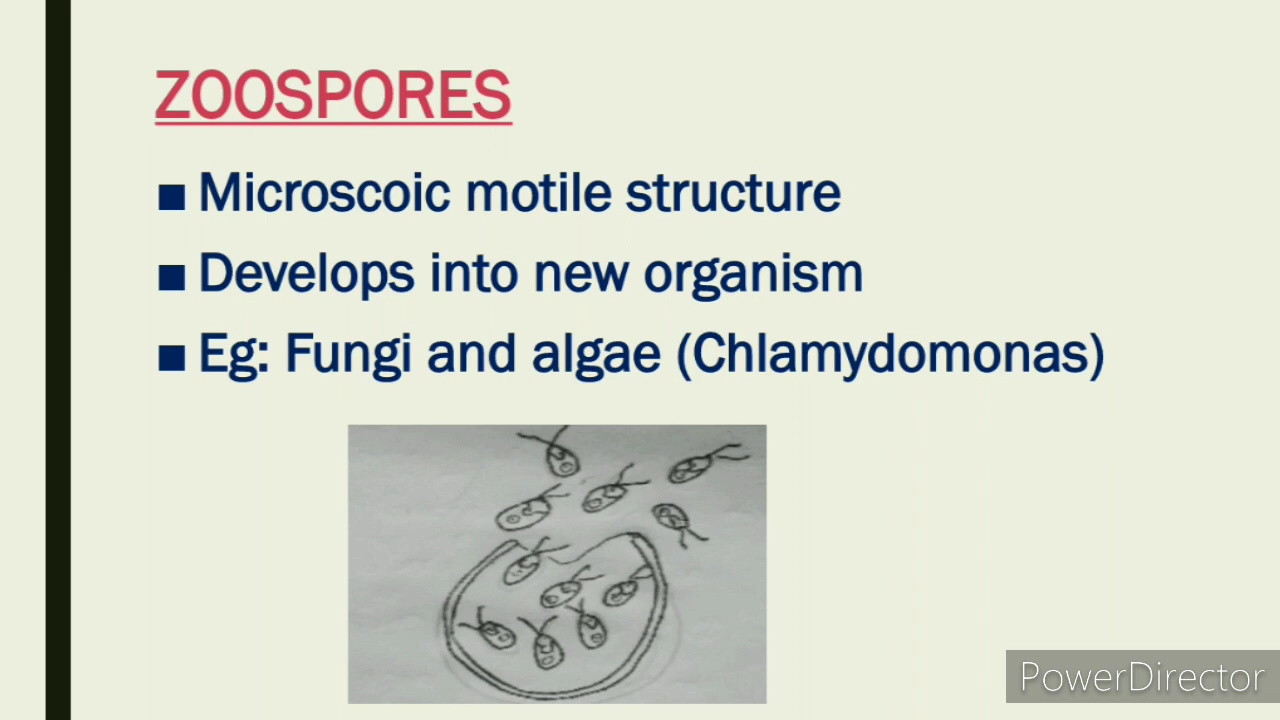 ZOOSPORES
■ Microscoic motile structure
■ Develops into new organism
■ Eg: Fungi and algae (Chlamydomonas)
PowerDirector